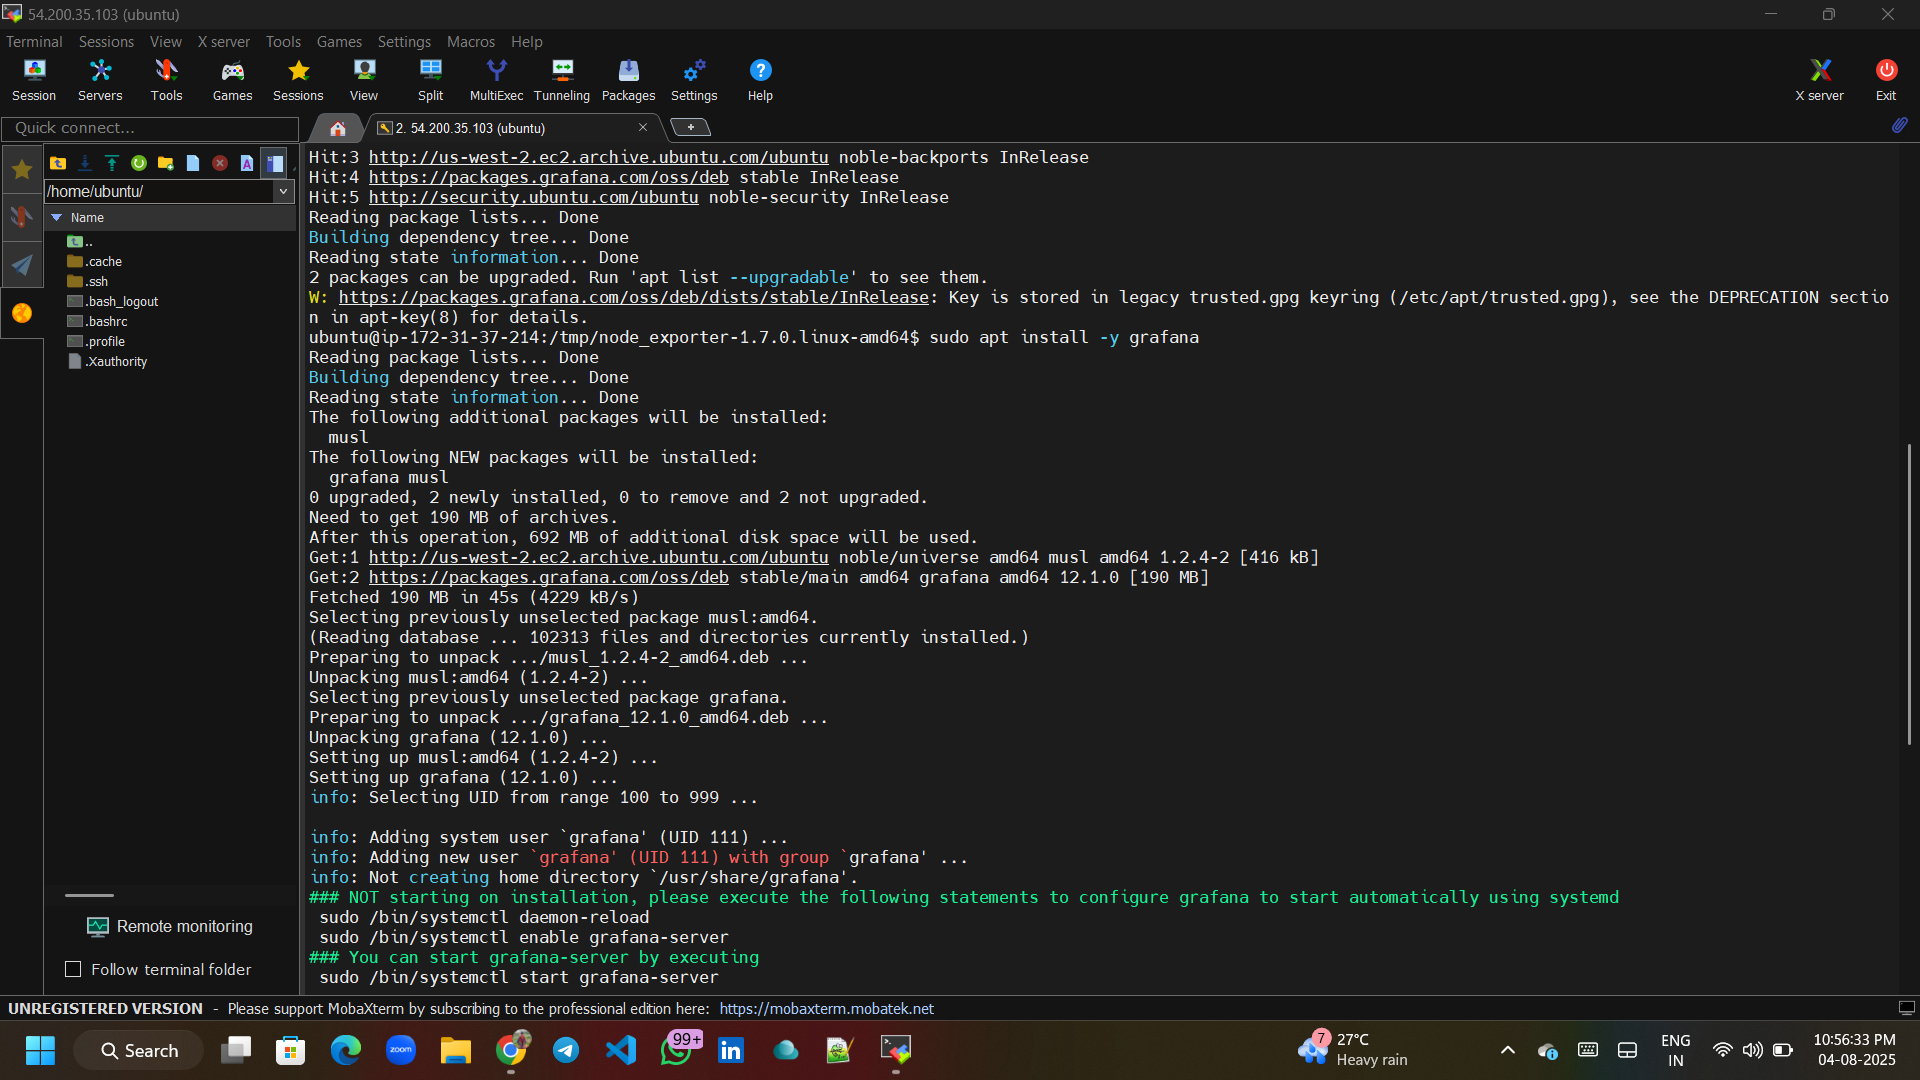 54.200.35.103 (ubuntu)
Terminal Sessions View X server Tools Games Settings Macros Help
Session Servers Tools Games Sessions View Split MultiExec Tunneling Packages Settings Help X server Exit
Quick connect...
2. 54.200.35.103 (ubuntu)
/home/ubuntu/
Name
..
.cache
.ssh
.bash_logout
.bashrc
.profile
.Xauthority
Remote monitoring
Follow terminal folder
Hit:3 http://us-west-2.ec2.archive.ubuntu.com/ubuntu noble-backports InRelease
Hit:4 https://packages.grafana.com/oss/deb stable InRelease
Hit:5 http://security.ubuntu.com/ubuntu noble-security InRelease
Reading package lists... Done
Building dependency tree... Done
Reading state information... Done
2 packages can be upgraded. Run 'apt list --upgradable' to see them.
W: https://packages.grafana.com/oss/deb/dists/stable/InRelease: Key is stored in legacy trusted.gpg keyring (/etc/apt/trusted.gpg), see the DEPRECATION sectio
n in apt-key(8) for details.
ubuntu@ip-172-31-37-214:/tmp/node_exporter-1.7.0.linux-amd64$ sudo apt install -y grafana
Reading package lists... Done
Building dependency tree... Done
Reading state information... Done
The following additional packages will be installed:
  musl
The following NEW packages will be installed:
  grafana musl
0 upgraded, 2 newly installed, 0 to remove and 2 not upgraded.
Need to get 190 MB of archives.
After this operation, 692 MB of additional disk space will be used.
Get:1 http://us-west-2.ec2.archive.ubuntu.com/ubuntu noble/universe amd64 musl amd64 1.2.4-2 [416 kB]
Get:2 https://packages.grafana.com/oss/deb stable/main amd64 grafana amd64 12.1.0 [190 MB]
Fetched 190 MB in 45s (4229 kB/s)
Selecting previously unselected package musl:amd64.
(Reading database ... 102313 files and directories currently installed.)
Preparing to unpack .../musl_1.2.4-2_amd64.deb ...
Unpacking musl:amd64 (1.2.4-2) ...
Selecting previously unselected package grafana.
Preparing to unpack .../grafana_12.1.0_amd64.deb ...
Unpacking grafana (12.1.0) ...
Setting up musl:amd64 (1.2.4-2) ...
Setting up grafana (12.1.0) ...
info: Selecting UID from range 100 to 999 ...
info: Adding system user `grafana' (UID 111) ...
info: Adding new user `grafana' (UID 111) with group `grafana' ...
info: Not creating home directory `/usr/share/grafana'.
### NOT starting on installation, please execute the following statements to configure grafana to start automatically using systemd
 sudo /bin/systemctl daemon-reload
 sudo /bin/systemctl enable grafana-server
### You can start grafana-server by executing
 sudo /bin/systemctl start grafana-server
UNREGISTERED VERSION - Please support MobaXterm by subscribing to the professional edition here: https://mobaxterm.mobatek.net
Search
zoom
99+
in
7
27°C
Heavy rain
ENG
IN
10:56:33 PM
04-08-2025